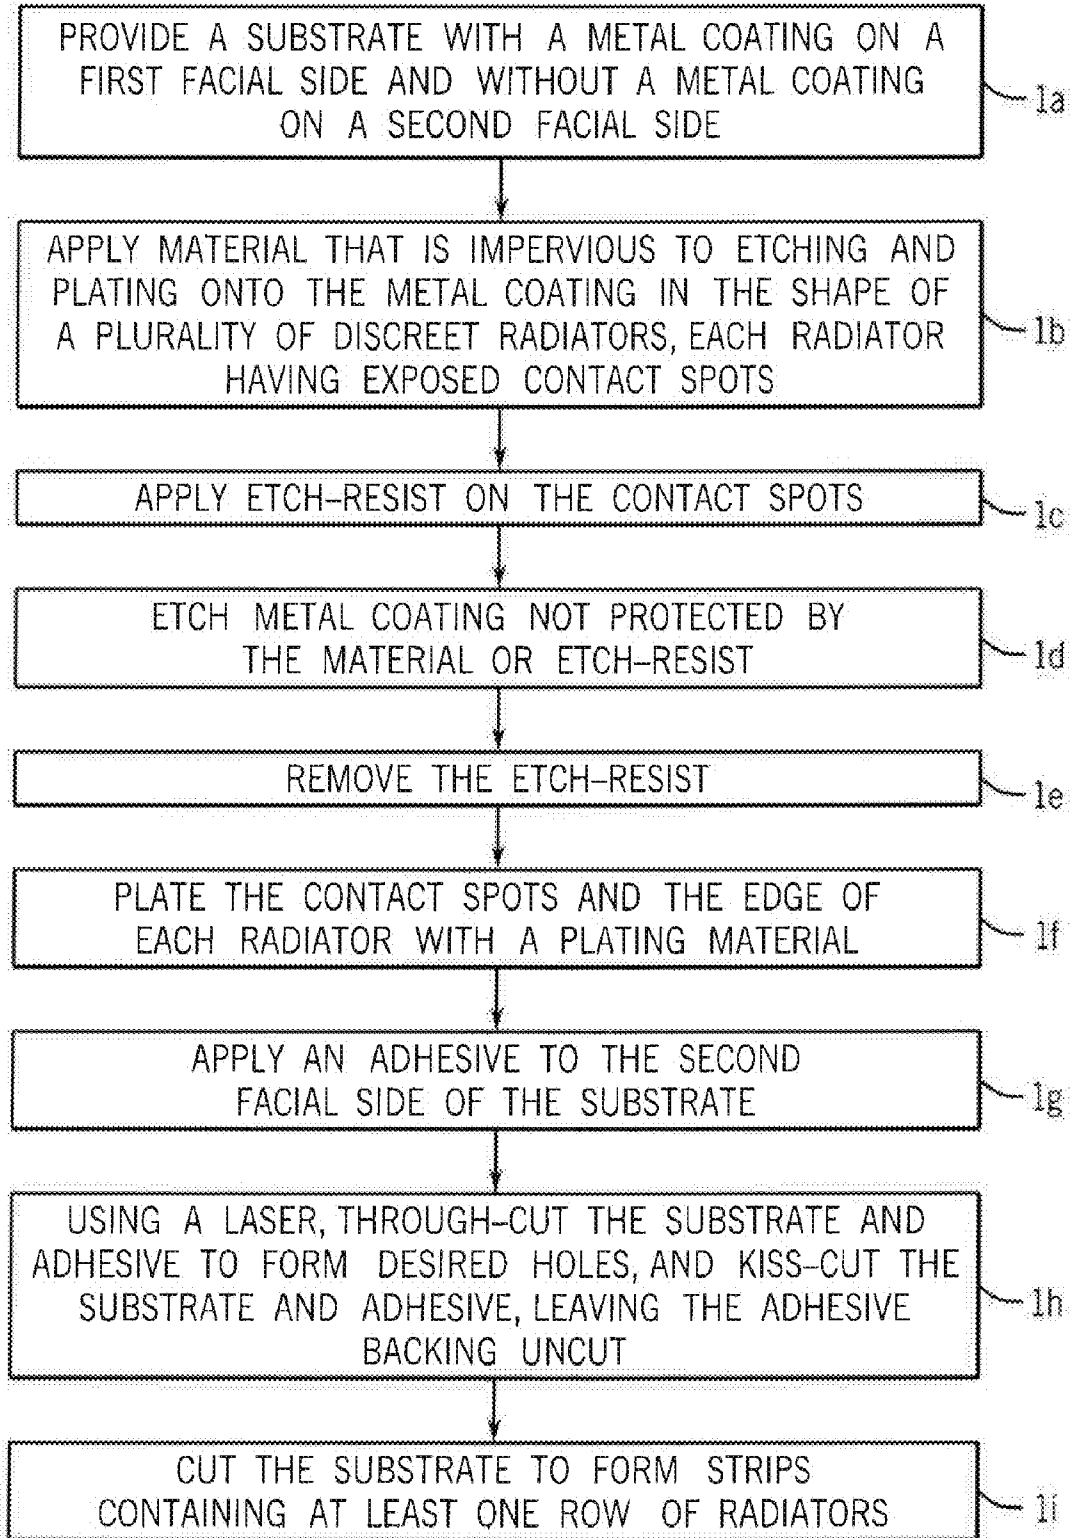 PROVIDE A SUBSTRATE WITH A METAL COATING ON A
FIRST FACIAL SIDE AND WITHOUT A METAL COATING
ON A SECOND FACIAL SIDE
1a
APPLY MATERIAL THAT IS IMPERVIOUS TO ETCHING AND
PLATING ONTO THE METAL COATING IN THE SHAPE OF
A PLURALITY OF DISCREET RADIATORS, EACH RADIATOR
HAVING EXPOSED CONTACT SPOTS
1b
APPLY ETCH-RESIST ON THE CONTACT SPOTS
1c
ETCH METAL COATING NOT PROTECTED BY
THE MATERIAL OR ETCH-RESIST
1d
REMOVE THE ETCH-RESIST
1e
PLATE THE CONTACT SPOTS AND THE EDGE OF
EACH RADIATOR WITH A PLATING MATERIAL
1f
APPLY AN ADHESIVE TO THE SECOND
FACIAL SIDE OF THE SUBSTRATE
1g
USING A LASER, THROUGH-CUT THE SUBSTRATE AND
ADHESIVE TO FORM DESIRED HOLES, AND KISS-CUT THE
SUBSTRATE AND ADHESIVE, LEAVING THE ADHESIVE
BACKING UNCUT
1h
CUT THE SUBSTRATE TO FORM STRIPS
CONTAINING AT LEAST ONE ROW OF RADIATORS
1i